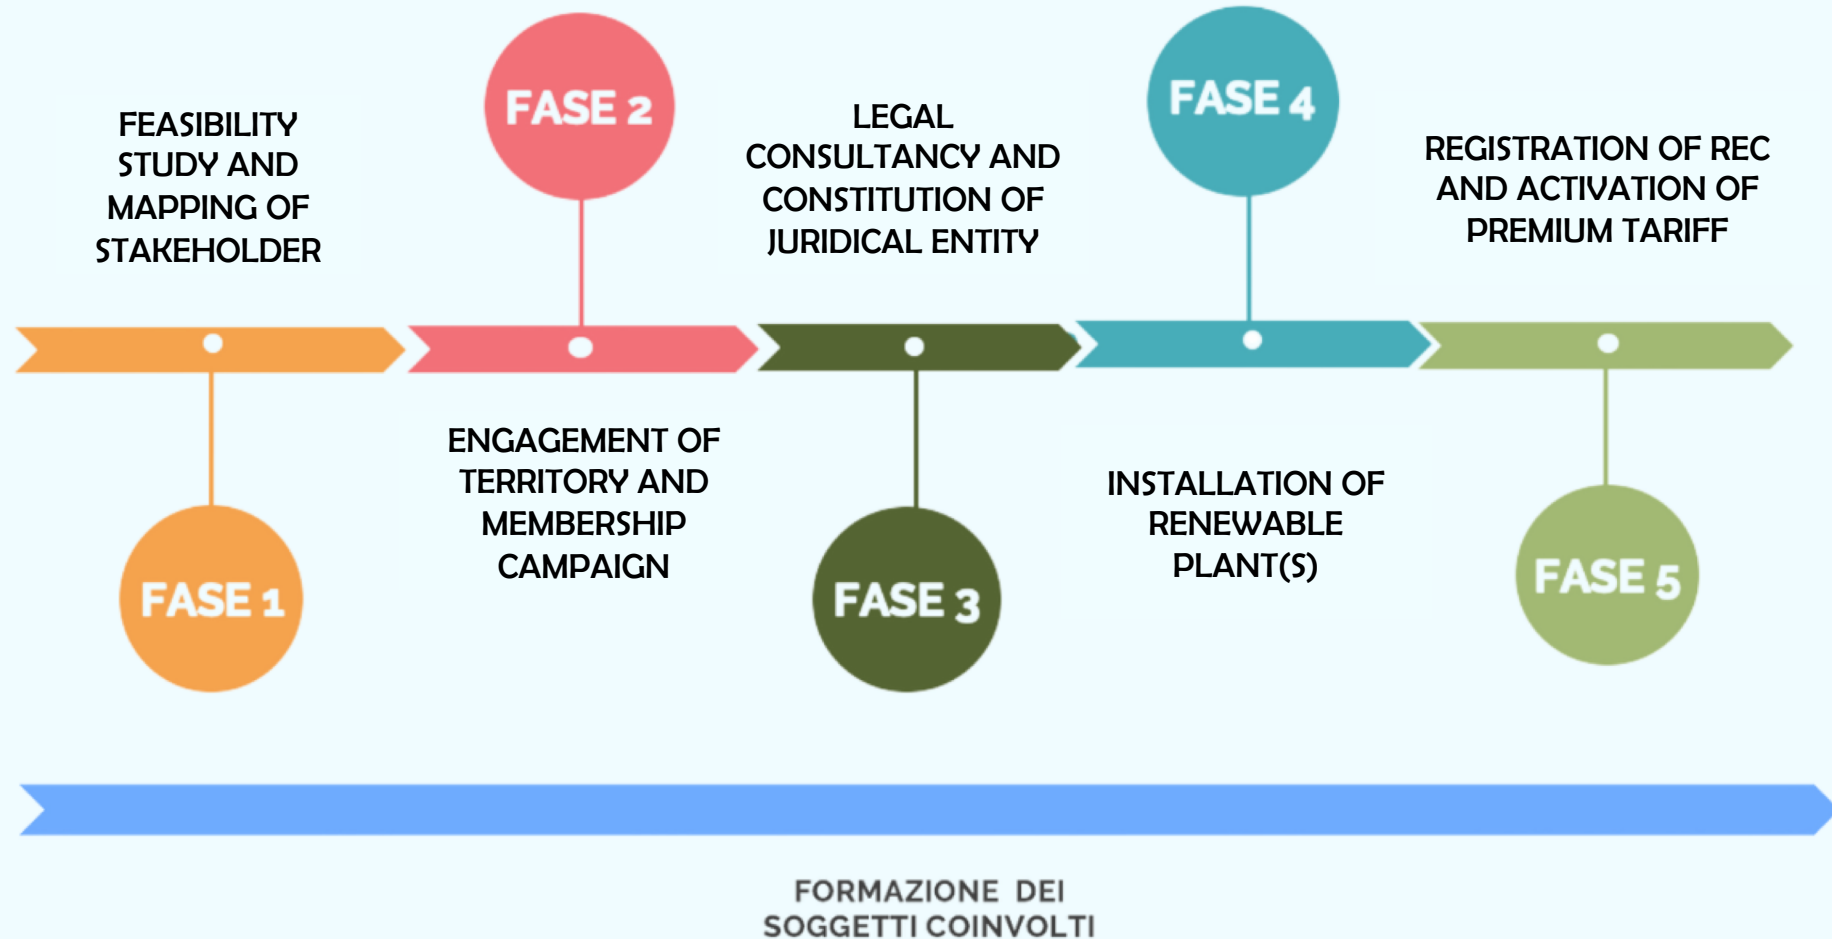 FEASIBILITY
STUDY AND
MAPPING OF
STAKEHOLDER
FASE 1
FASE 2
ENGAGEMENT OF
TERRITORY AND
MEMBERSHIP
CAMPAIGN
LEGAL
CONSULTANCY AND
CONSTITUTION OF
JURIDICAL ENTITY
FASE 3
FASE 4
INSTALLATION OF
RENEWABLE
PLANT(S)
REGISTRATION OF REC
AND ACTIVATION OF
PREMIUM TARIFF
FASE 5
FORMAZIONE DEI
SOGGETTI COINVOLTI